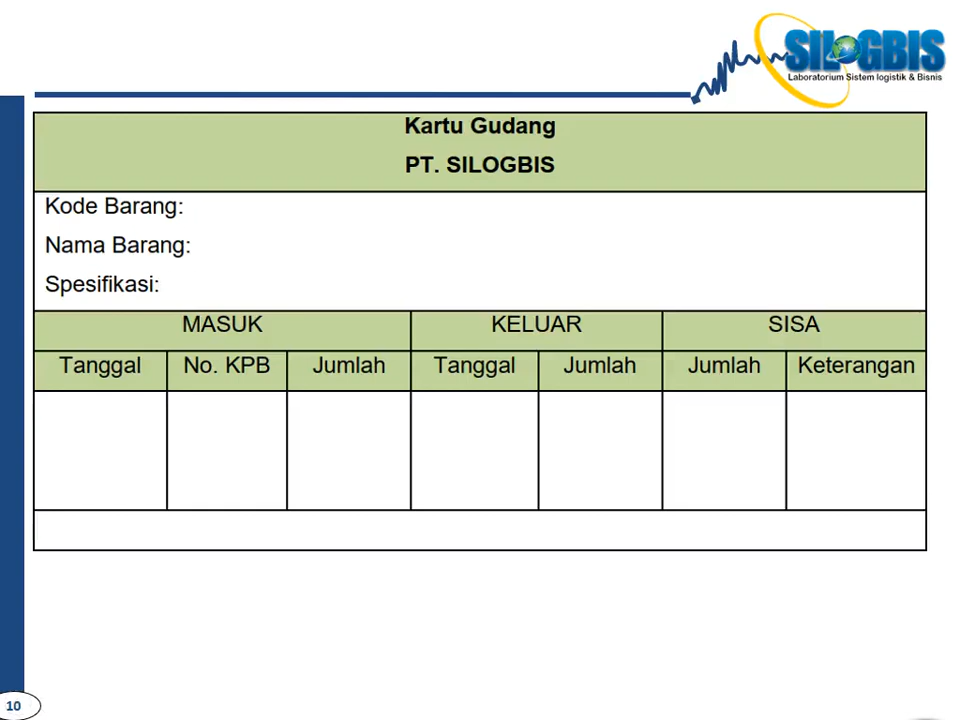 SILOGBIS
Laboratorium Sistem logistik & Bisnis
Kartu Gudang
PT. SILOGBIS
Kode Barang:
Nama Barang:
Spesifikasi:
MASUK KELUAR SISA
Tanggal No. KPB Jumlah Tanggal Jumlah Jumlah Keterangan
10